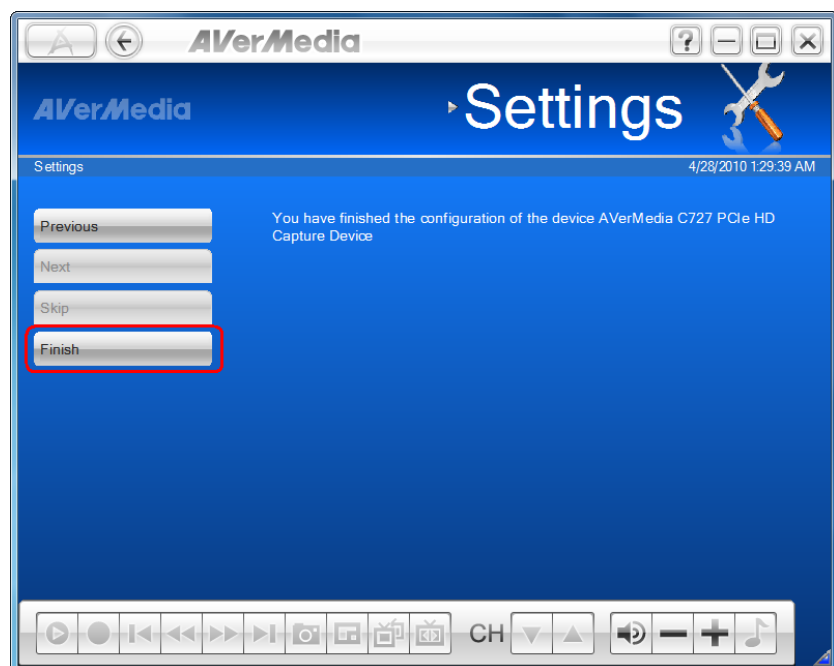 AVerMedia
AVerMedia
Settings
Settings
4/28/2010 1:29:39 AM
Previous
Next
Skip
Finish
You have finished the configuration of the device AVerMedia C727 PCIe HD
Capture Device
CH